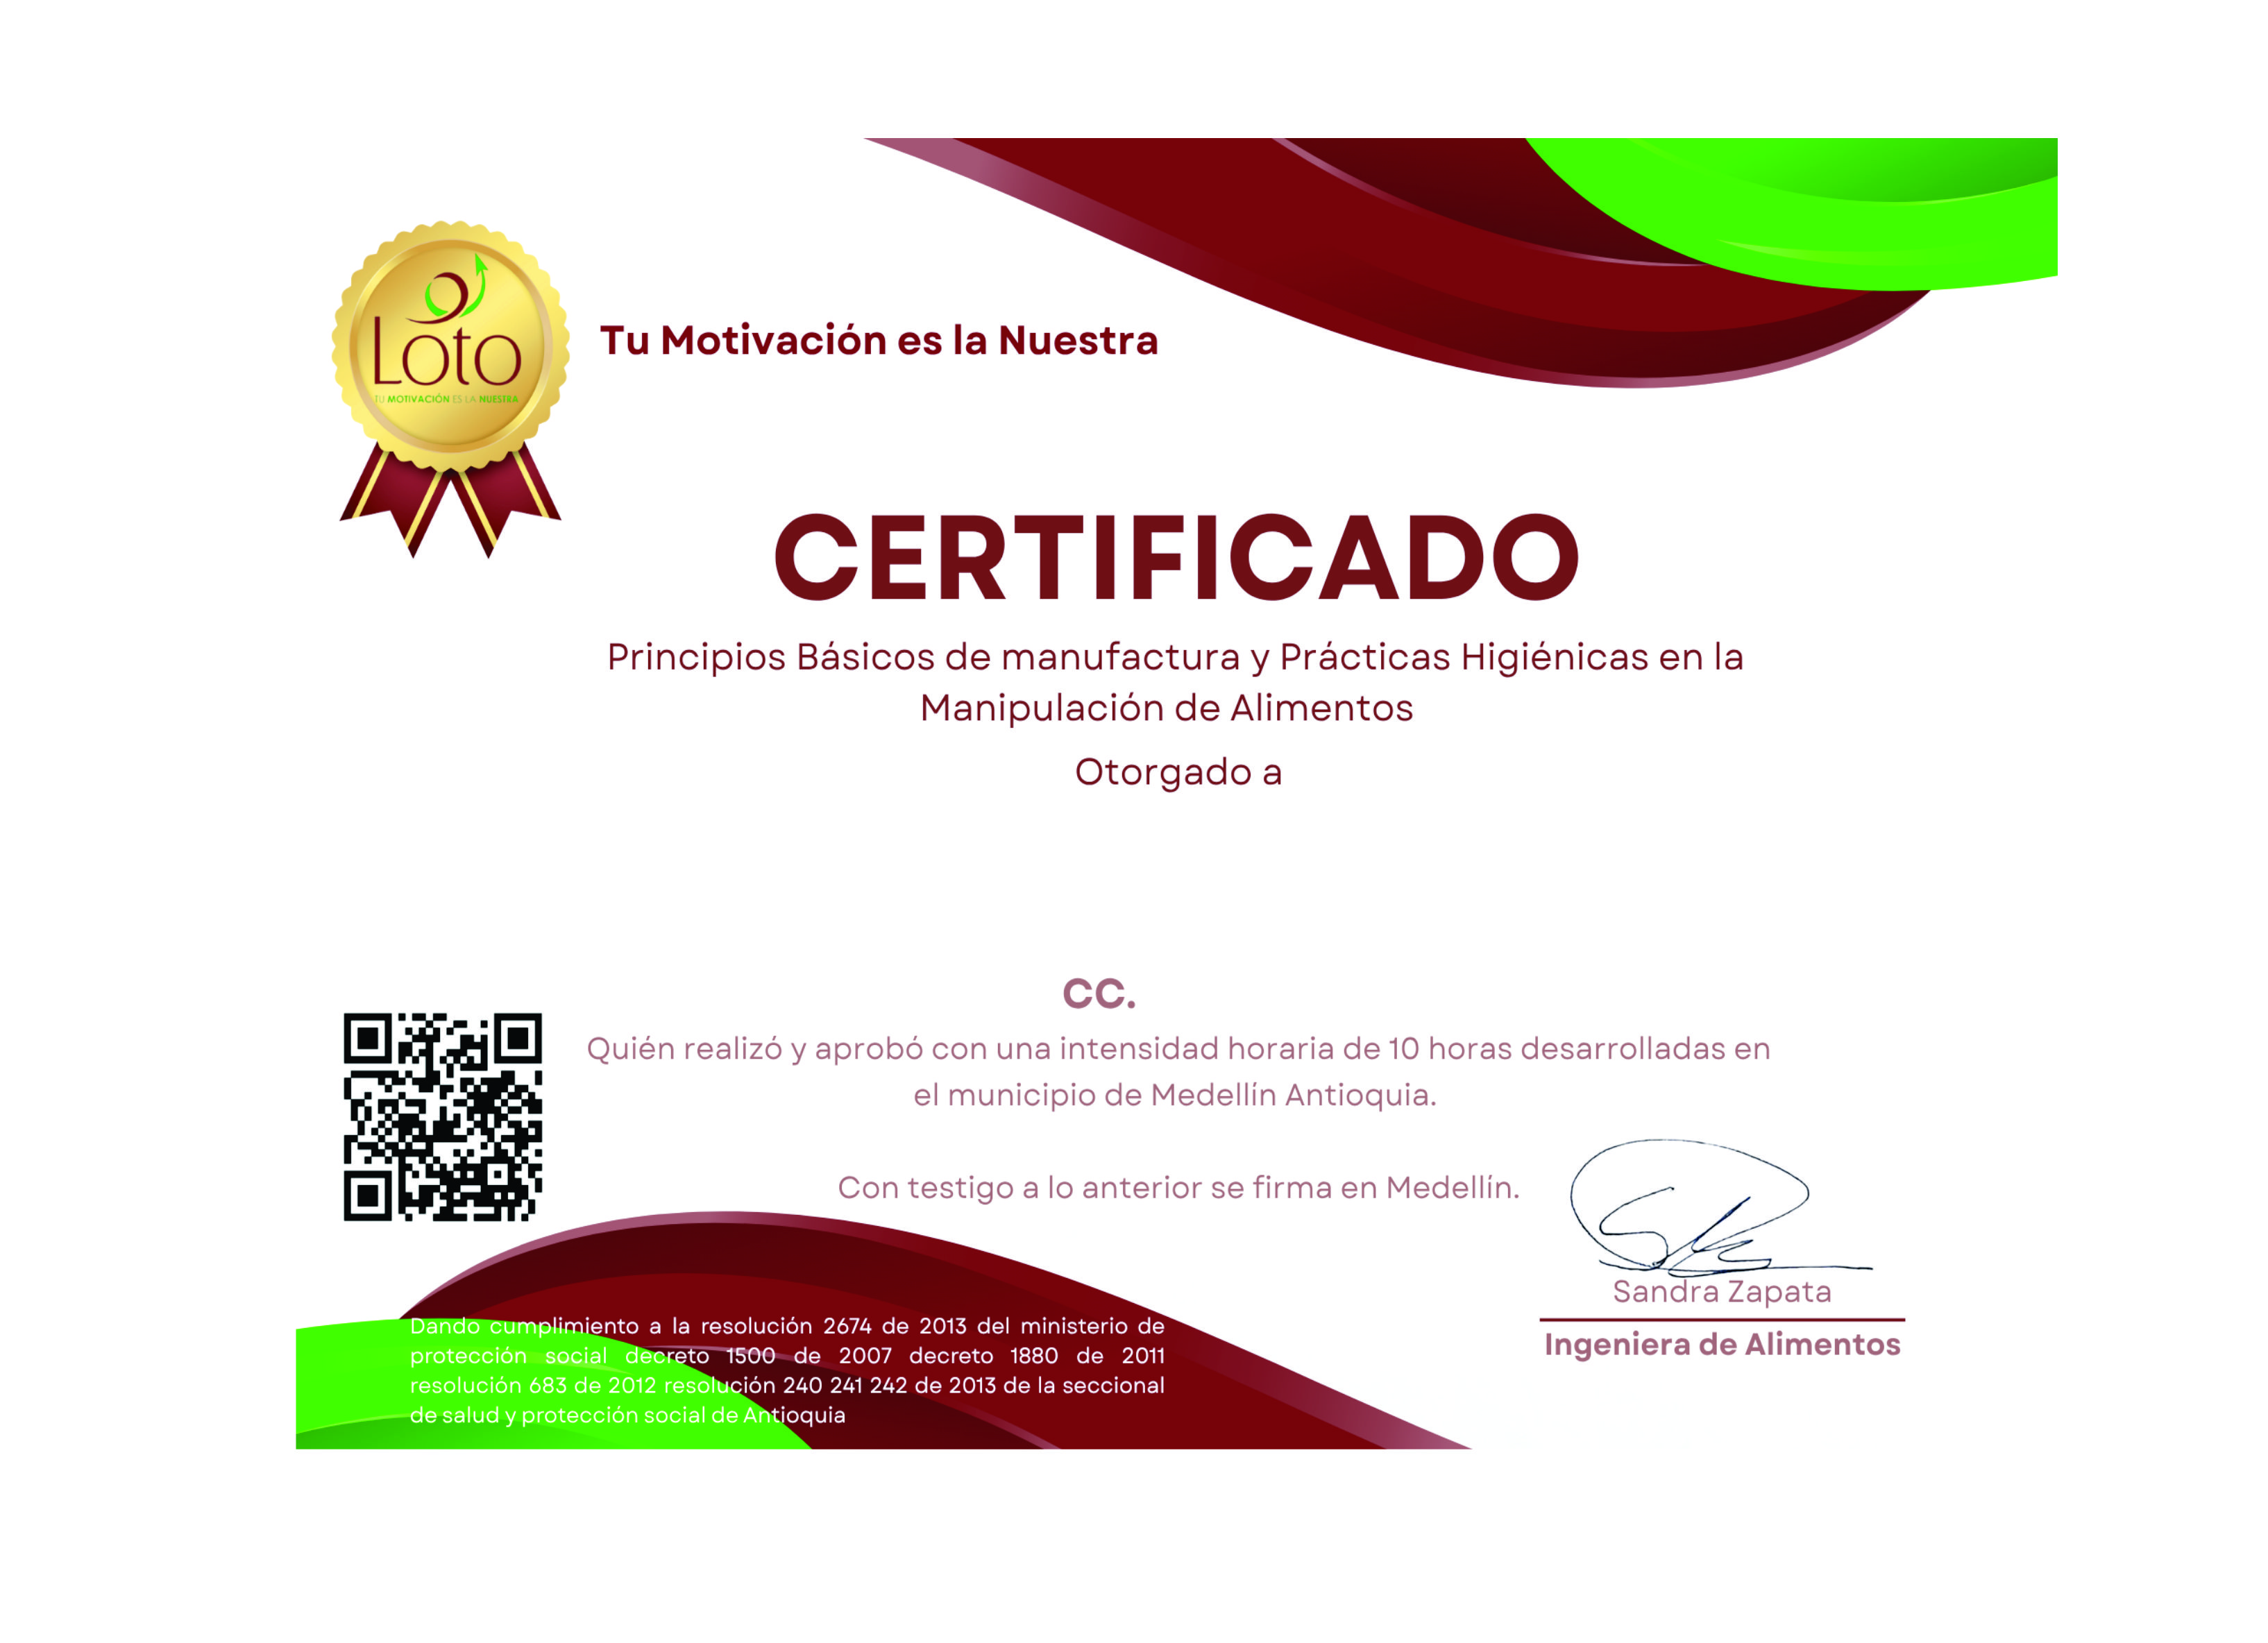 Loto
TU MOTIVACIÓN ES LA NUESTRA
Tu Motivación es la Nuestra
CERTIFICADO
Principios Básicos de manufactura y Prácticas Higiénicas en la
Manipulación de Alimentos
Otorgado a
CC.
Quién realizó y aprobó con una intensidad horaria de 10 horas desarrolladas en
el municipio de Medellín Antioquia.
Con testigo a lo anterior se firma en Medellín.
Sandra Zapata
Ingeniera de Alimentos
Dando cumplimiento a la resolución 2674 de 2013 del ministerio de
protección social decreto 1500 de 2007 decreto 1880 de 2011
resolución 683 de 2012 resolución 240 241 242 de 2013 de la seccional
de salud y protección social de Antioquia